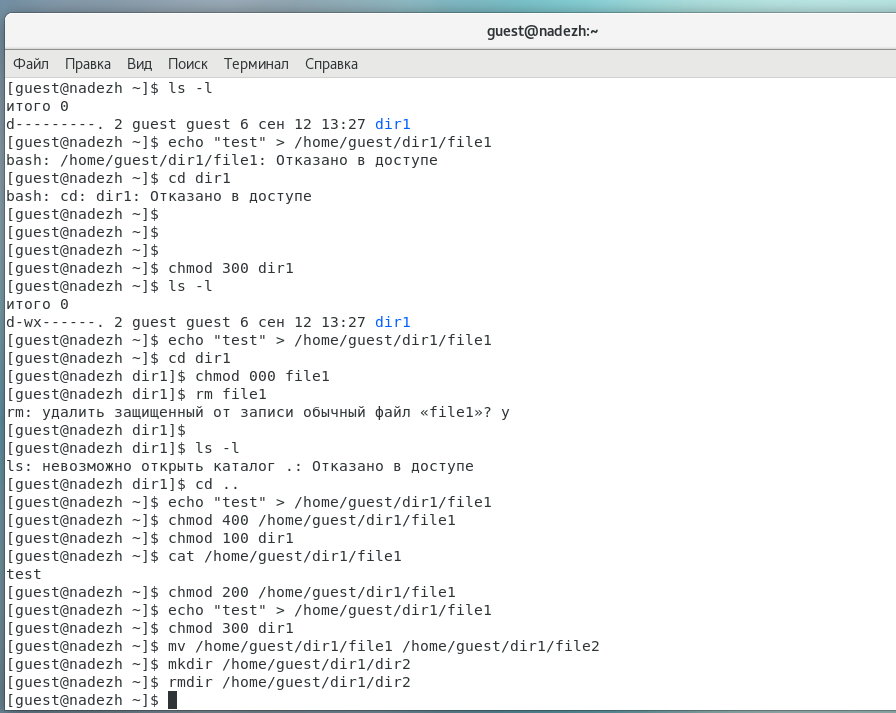 guest@nadezh:~
Файл Правка Вид Поиск Терминал Справка
[guest@nadezh ~]$ ls -l
итого 0
d---------. 2 guest guest 6 сен 12 13:27 dir1
[guest@nadezh ~]$ echo "test" > /home/guest/dir1/file1
bash: /home/guest/dir1/file1: Отказано в доступе
[guest@nadezh ~]$ cd dir1
bash: cd: dir1: Отказано в доступе
[guest@nadezh ~]$
[guest@nadezh ~]$
[guest@nadezh ~]$
[guest@nadezh ~]$ chmod 300 dir1
[guest@nadezh ~]$ ls -l
итого 0
d-wx------. 2 guest guest 6 сен 12 13:27 dir1
[guest@nadezh ~]$ echo "test" > /home/guest/dir1/file1
[guest@nadezh ~]$ cd dir1
[guest@nadezh dir1]$ chmod 000 file1
[guest@nadezh dir1]$ rm file1
rm: удалить защищенный от записи обычный файл «file1»? y
[guest@nadezh dir1]$
[guest@nadezh dir1]$ ls -l
ls: невозможно открыть каталог .: Отказано в доступе
[guest@nadezh dir1]$ cd ..
[guest@nadezh ~]$ echo "test" > /home/guest/dir1/file1
[guest@nadezh ~]$ chmod 400 /home/guest/dir1/file1
[guest@nadezh ~]$ chmod 100 dir1
[guest@nadezh ~]$ cat /home/guest/dir1/file1
test
[guest@nadezh ~]$ chmod 200 /home/guest/dir1/file1
[guest@nadezh ~]$ echo "test" > /home/guest/dir1/file1
[guest@nadezh ~]$ chmod 300 dir1
[guest@nadezh ~]$ mv /home/guest/dir1/file1 /home/guest/dir1/file2
[guest@nadezh ~]$ mkdir /home/guest/dir1/dir2
[guest@nadezh ~]$ rmdir /home/guest/dir1/dir2
[guest@nadezh ~]$